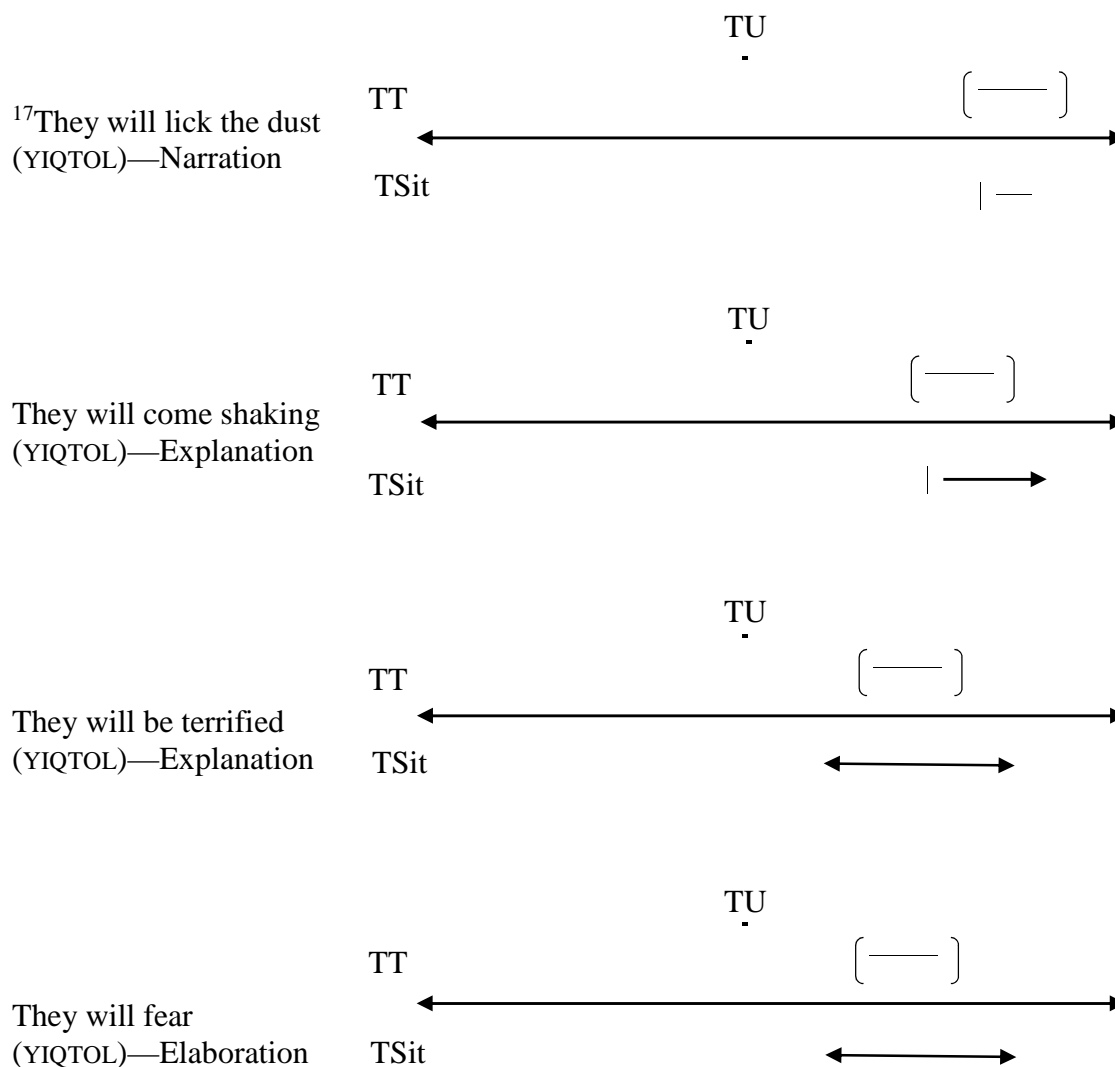 TU
TT
¹⁷They will lick the dust
(YIQTOL)—Narration
TSit
TU
TT
They will come shaking
(YIQTOL)—Explanation
TSit
TU
TT
They will be terrified
(YIQTOL)—Explanation
TSit
TU
TT
They will fear
(YIQTOL)—Elaboration
TSit